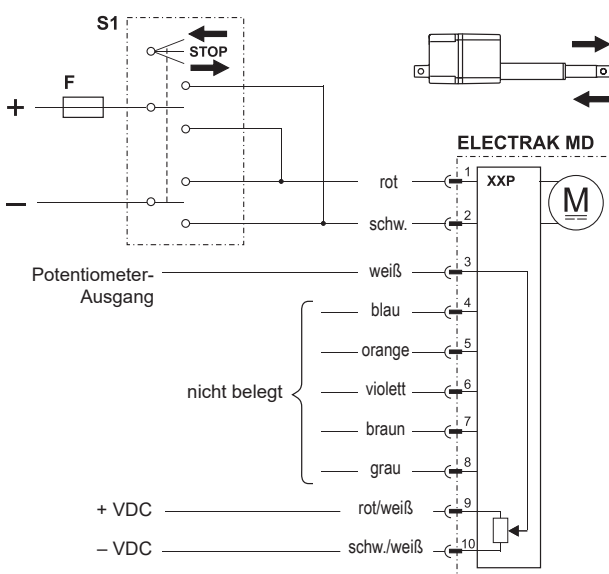 S1
STOP
F
+
–
ELECTRAK MD
rot 1 XXP
M
schw. 2
Potentiometer-
Ausgang
weiß 3
blau 4
orange 5
nicht belegt
violett 6
braun 7
grau 8
+ VDC rot/weiß 9
– VDC schw./weiß 10